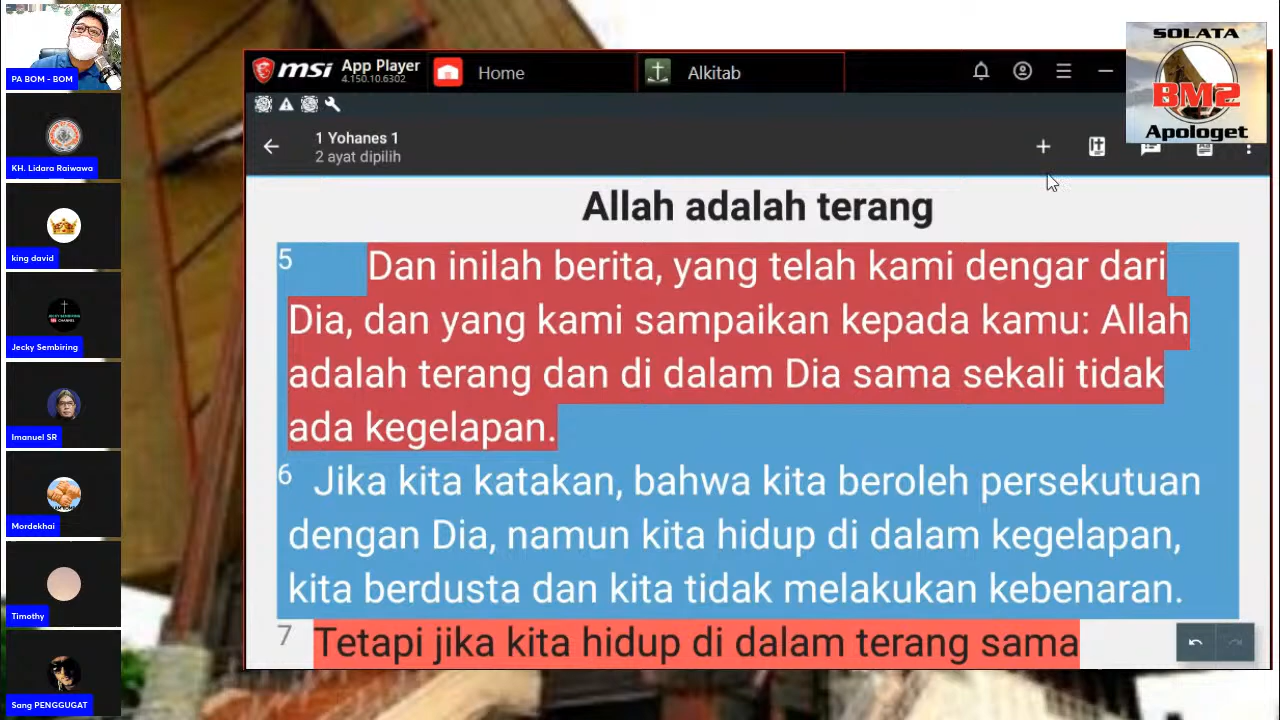 PA BOM - BOM
KH. Lidara Raiwawa
king david
Jecky Sembiring
Imanuel SR
Mordekhai
Timothy
Sang PENGGUGAT
msi App Player
4.150.10.6302
Home
Alkitab
SOLATA
BM2
Apologet
1 Yohanes 1
2 ayat dipilih
Allah adalah terang
5 Dan inilah berita, yang telah kami dengar dari
Dia, dan yang kami sampaikan kepada kamu: Allah
adalah terang dan di dalam Dia sama sekali tidak
ada kegelapan.
6 Jika kita katakan, bahwa kita beroleh persekutuan
dengan Dia, namun kita hidup di dalam kegelapan,
kita berdusta dan kita tidak melakukan kebenaran.
7 Tetapi jika kita hidup di dalam terang sama